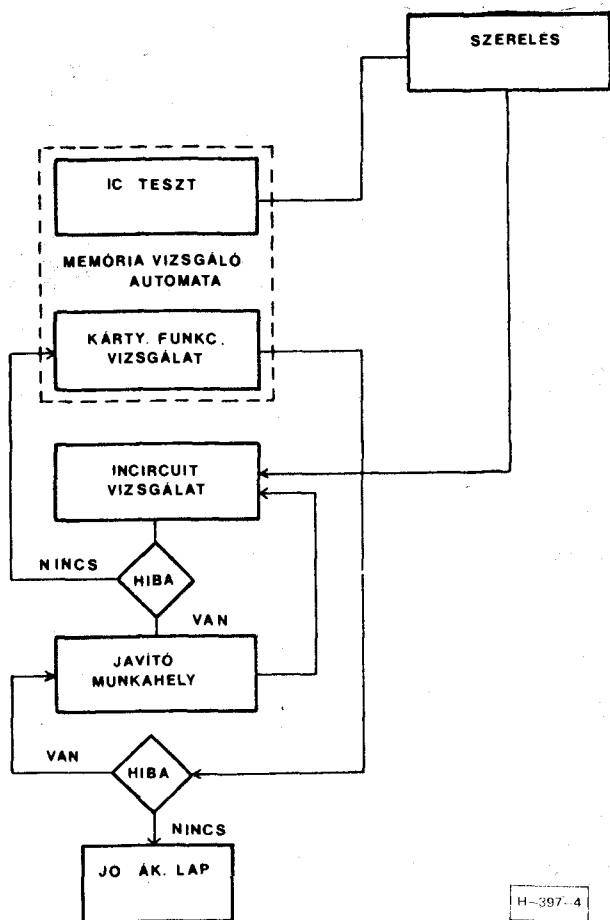 SZERELÉS
IC TESZT
MEMÓRIA VIZSGÁLÓ
AUTOMATA
KÁRTY. FUNKC.
VIZSGÁLAT
INCIRCUIT
VIZSGÁLAT
NINCS
HIBA
VAN
JAVÍTÓ
MUNKAHELY
VAN
HIBA
NINCS
JO ÁK. LAP
H-397-4